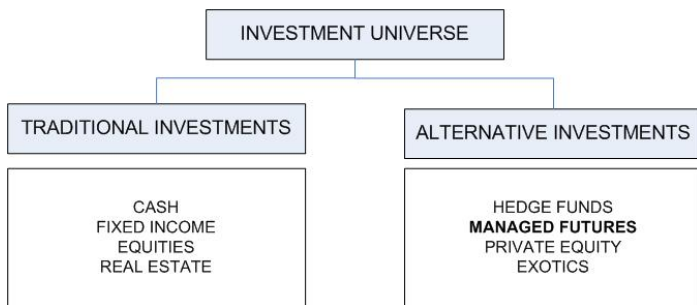 INVESTMENT UNIVERSE
TRADITIONAL INVESTMENTS
CASH
FIXED INCOME
EQUITIES
REAL ESTATE
ALTERNATIVE INVESTMENTS
HEDGE FUNDS
MANAGED FUTURES
PRIVATE EQUITY
EXOTICS